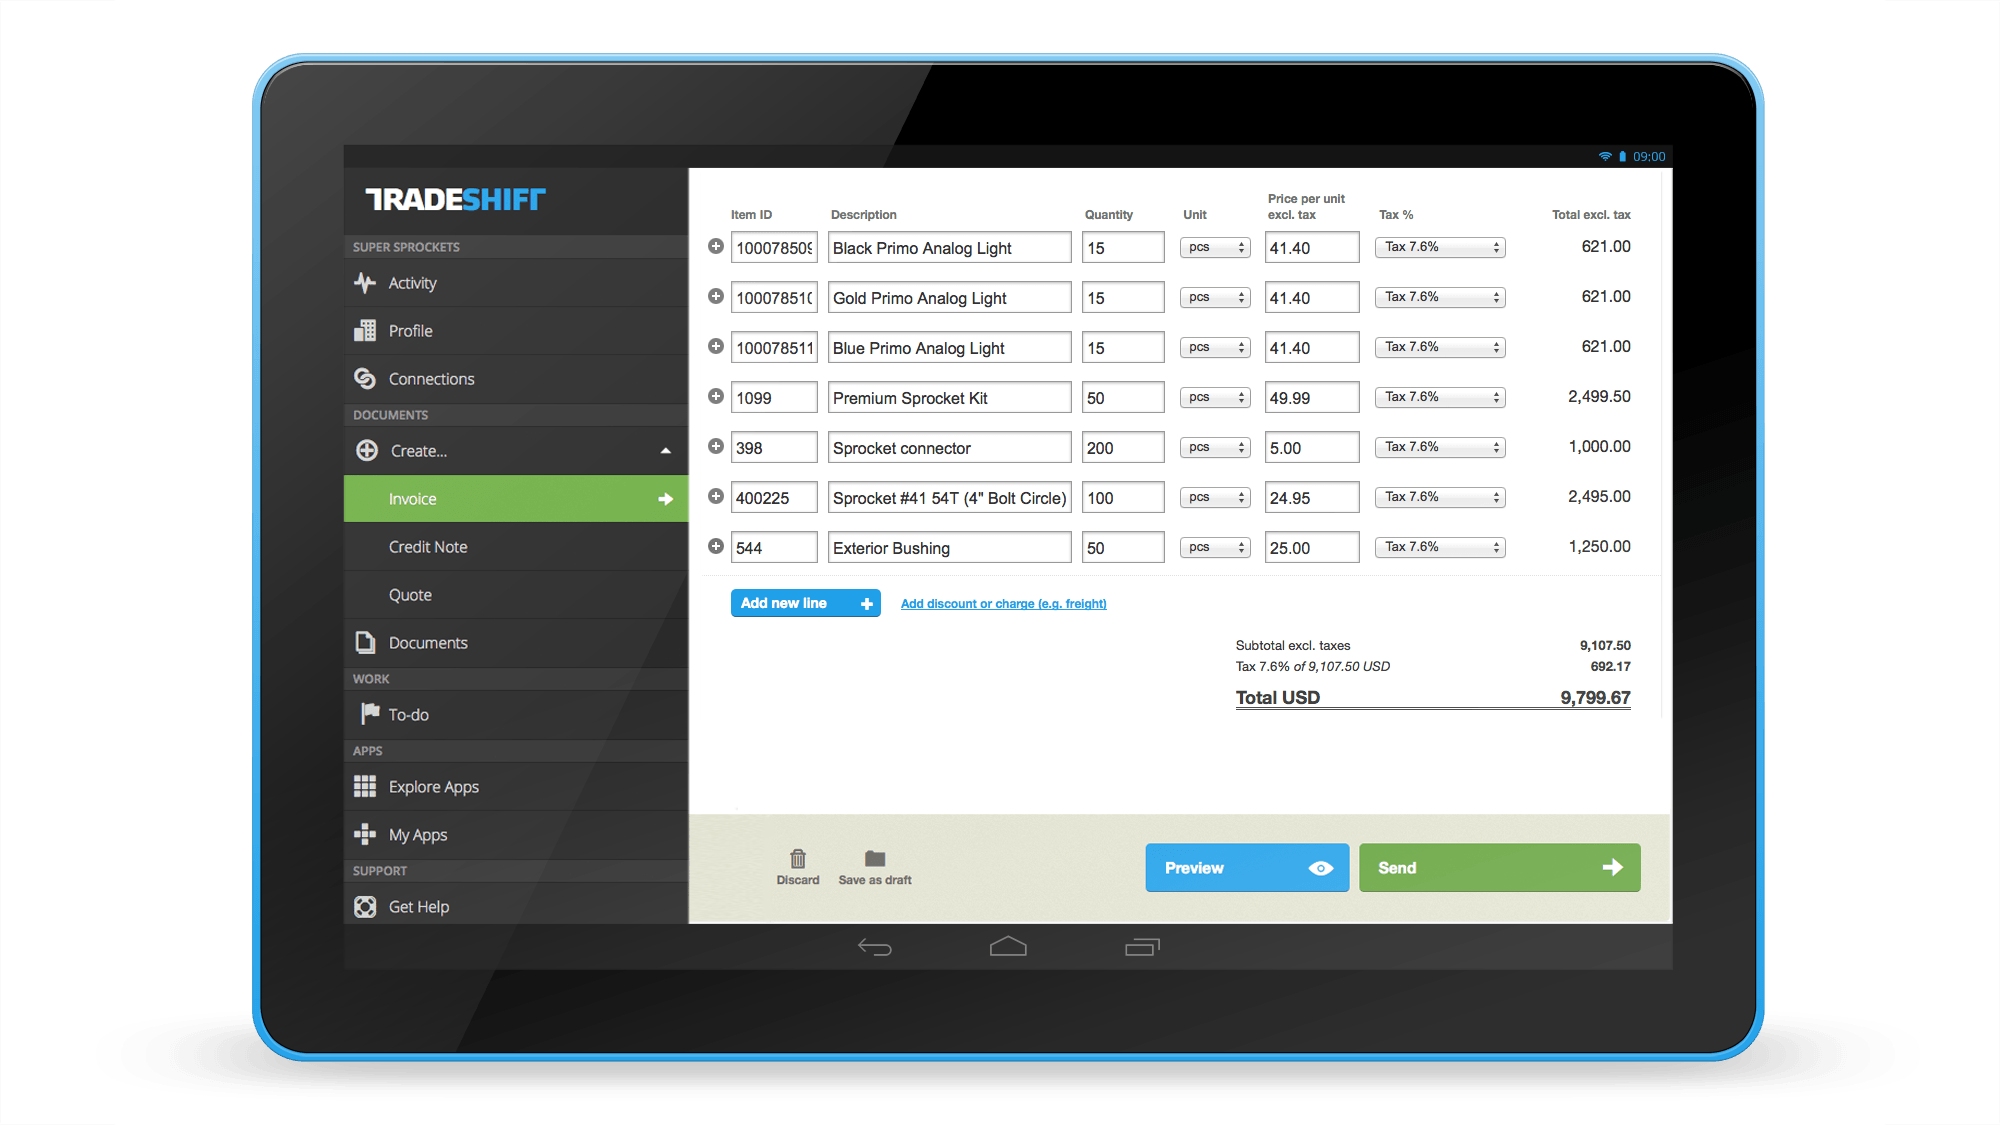 09:00
TRADESHIFT
SUPER SPROCKETS
Activity
Profile
Connections
DOCUMENTS
Create...
Invoice
Credit Note
Quote
Documents
WORK
To-do
APPS
Explore Apps
My Apps
SUPPORT
Get Help
Item ID Description Quantity Unit Price per unit excl. tax Tax % Total excl. tax
100078509 Black Primo Analog Light 15 pcs 41.40 Tax 7.6% 621.00
100078510 Gold Primo Analog Light 15 pcs 41.40 Tax 7.6% 621.00
100078511 Blue Primo Analog Light 15 pcs 41.40 Tax 7.6% 621.00
1099 Premium Sprocket Kit 50 pcs 49.99 Tax 7.6% 2,499.50
398 Sprocket connector 200 pcs 5.00 Tax 7.6% 1,000.00
400225 Sprocket #41 54T (4" Bolt Circle) 100 pcs 24.95 Tax 7.6% 2,495.00
544 Exterior Bushing 50 pcs 25.00 Tax 7.6% 1,250.00
Add new line Add discount or charge (e.g. freight)
Subtotal excl. taxes 9,107.50
Tax 7.6% of 9,107.50 USD 692.17
Total USD 9,799.67
Discard Save as draft Preview Send